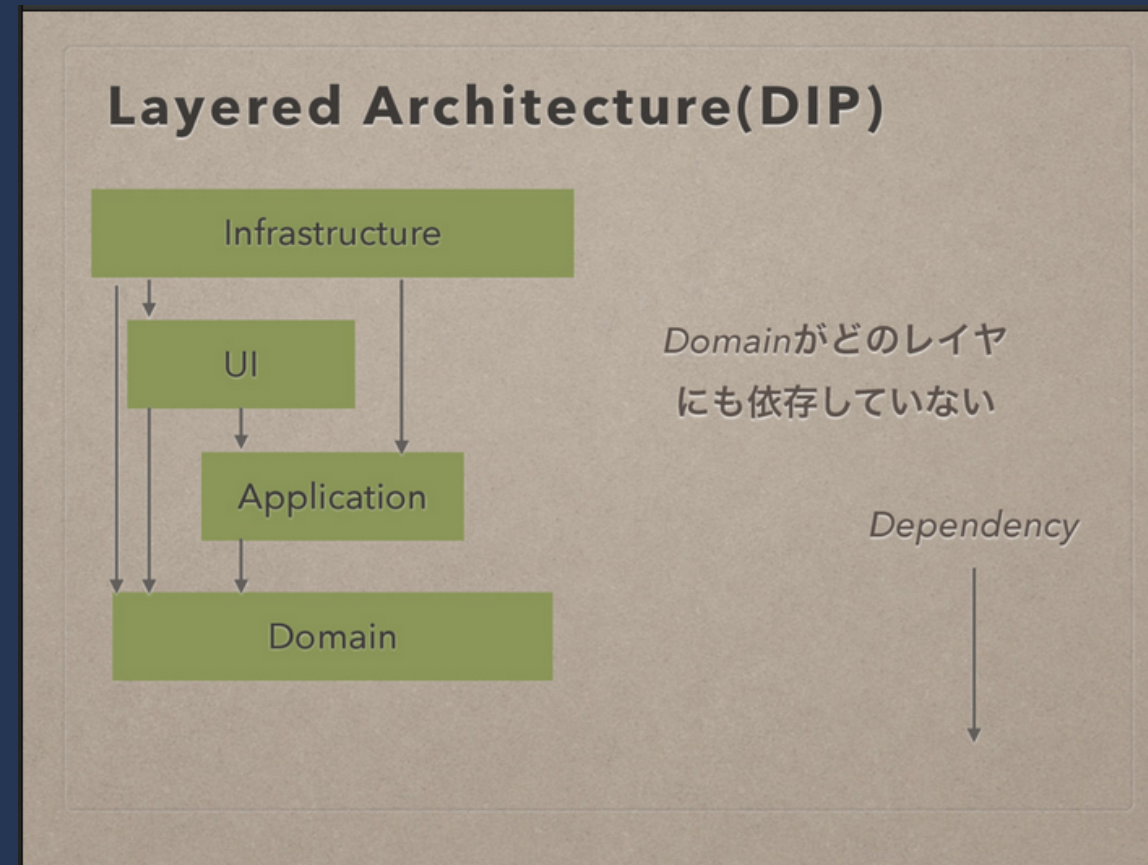 Layered Architecture(DIP)
Infrastructure
UI
Application
Domain
Domainがどのレイヤ
にも依存していない
Dependency